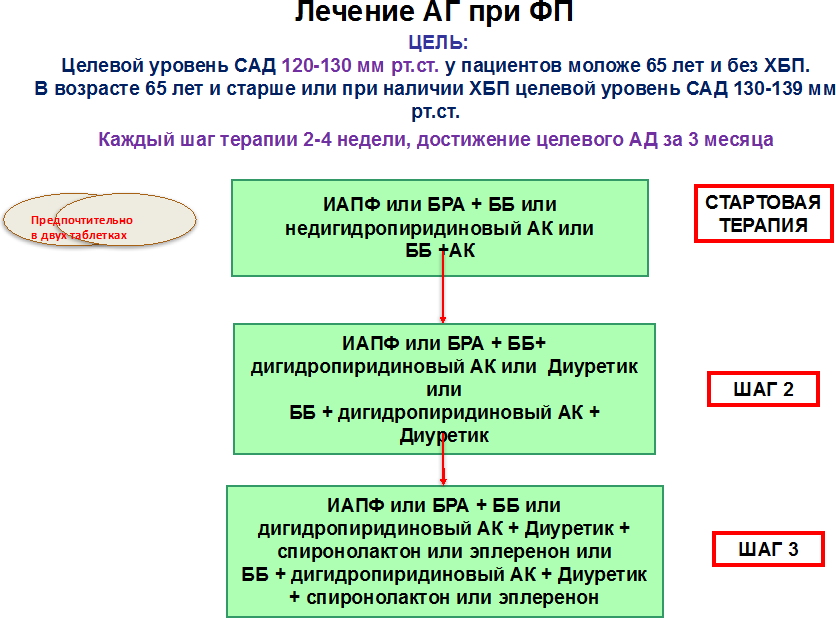 Лечение АГ при ФП
ЦЕЛЬ:
Целевой уровень САД 120-130 мм рт.ст. у пациентов моложе 65 лет и без ХБП.
В возрасте 65 лет и старше или при наличии ХБП целевой уровень САД 130-139 мм
рт.ст.
Каждый шаг терапии 2-4 недели, достижение целевого АД за 3 месяца
Предпочтительно
в двух таблетках
ИАПФ или БРА + ББ или
недигидропиридиновый АК или
ББ +АК
СТАРТОВАЯ
ТЕРАПИЯ
ИАПФ или БРА + ББ+
дигидропиридиновый АК или Диуретик
или
ББ + дигидропиридиновый АК +
Диуретик
ШАГ 2
ИАПФ или БРА + ББ или
дигидропиридиновый АК + Диуретик +
спиронолактон или эплеренон или
ББ + дигидропиридиновый АК + Диуретик
+ спиронолактон или эплеренон
ШАГ 3